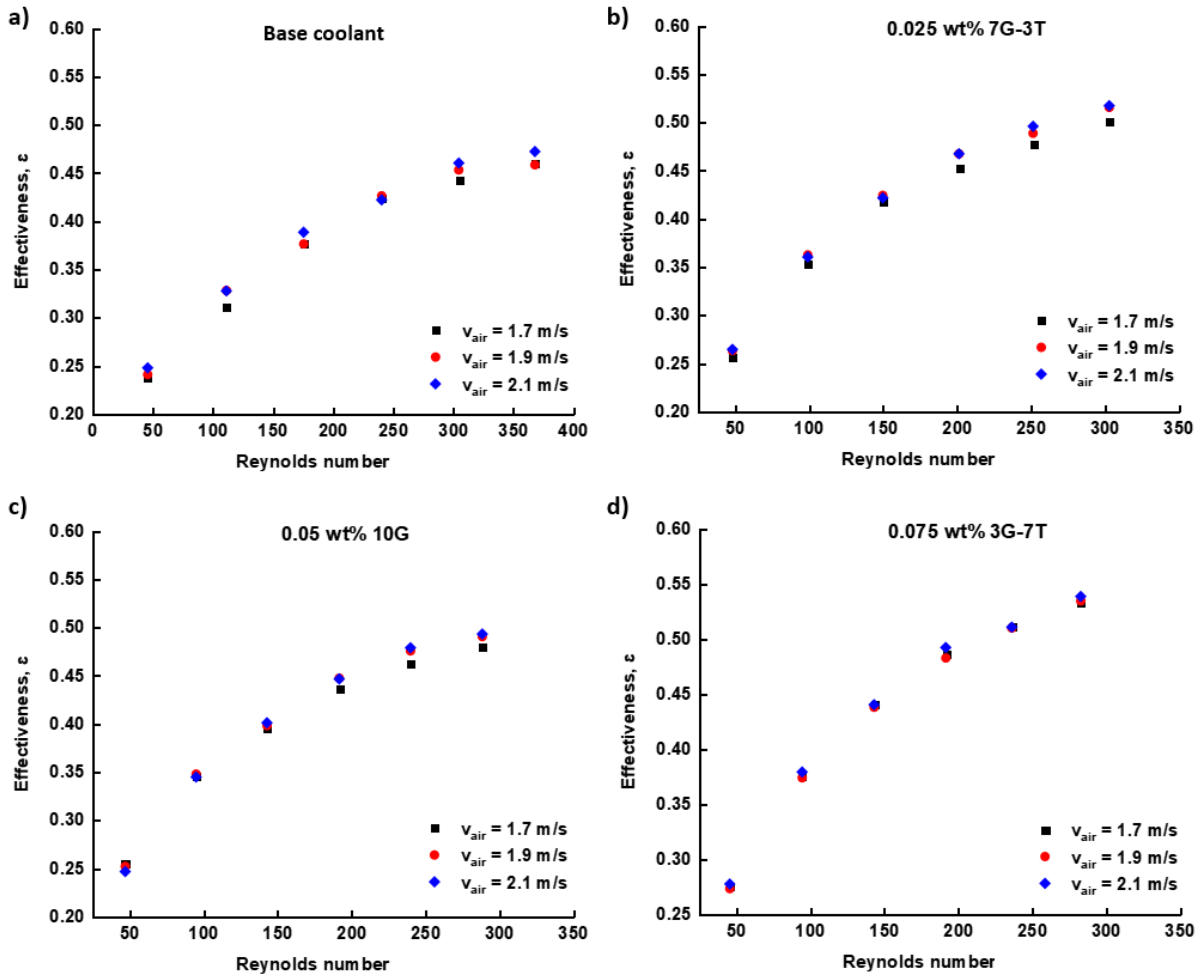 a)
Base coolant
0.60
0.55
0.50
0.45
0.40
0.35
0.30
0.25
0.20
Effectiveness, ε
v_air = 1.7 m/s
v_air = 1.9 m/s
v_air = 2.1 m/s
0 50 100 150 200 250 300 350 400
Reynolds number
b)
0.025 wt% 7G-3T
0.60
0.55
0.50
0.45
0.40
0.35
0.30
0.25
0.20
Effectiveness, ε
v_air = 1.7 m/s
v_air = 1.9 m/s
v_air = 2.1 m/s
50 100 150 200 250 300 350
Reynolds number
c)
0.05 wt% 10G
0.60
0.55
0.50
0.45
0.40
0.35
0.30
0.25
0.20
Effectiveness, ε
v_air = 1.7 m/s
v_air = 1.9 m/s
v_air = 2.1 m/s
50 100 150 200 250 300 350
Reynolds number
d)
0.075 wt% 3G-7T
0.60
0.55
0.50
0.45
0.40
0.35
0.30
0.25
Effectiveness, ε
v_air = 1.7 m/s
v_air = 1.9 m/s
v_air = 2.1 m/s
50 100 150 200 250 300 350
Reynolds number